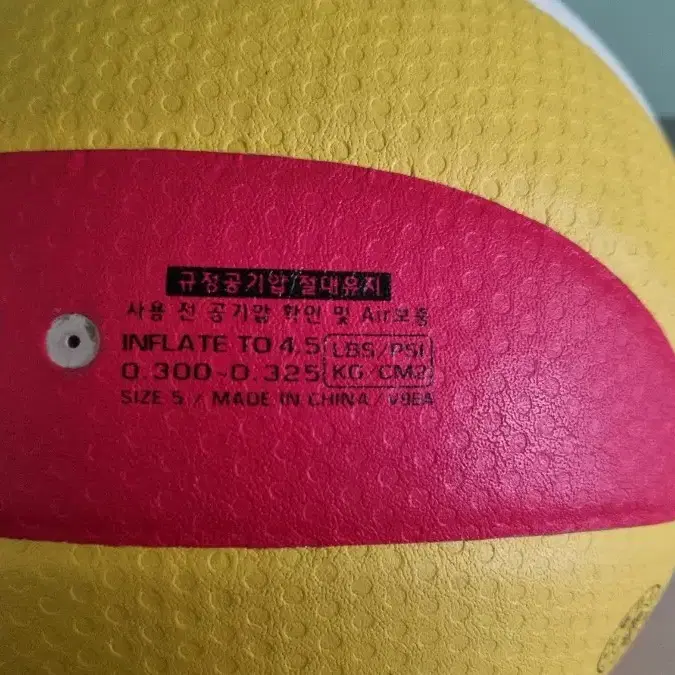 규정공기압/절대유지
사용 전 공기압 확인 및 Air보충
INFLATE TO 4.5 LBS/PSI
0.300~0.325 KG/CM2
SIZE 5 / MADE IN CHINA / V9EA